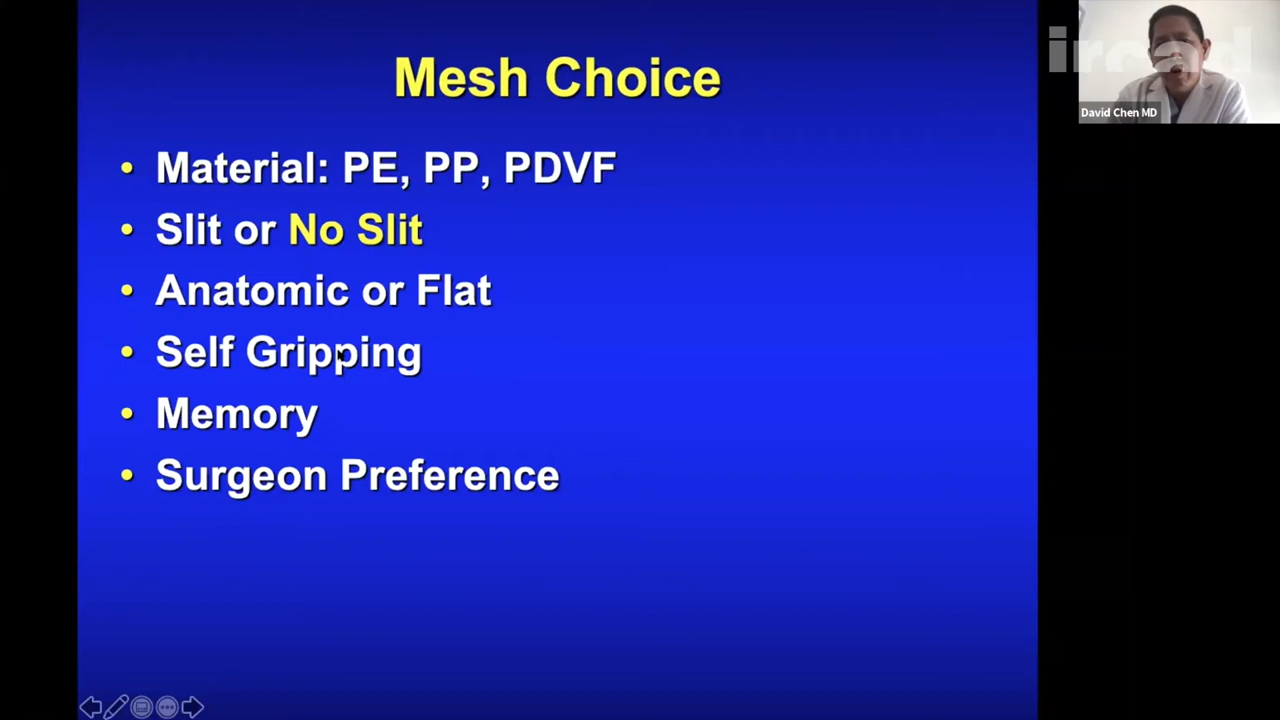 Mesh Choice
• Material: PE, PP, PDVF
• Slit or No Slit
• Anatomic or Flat
• Self Gripping
• Memory
• Surgeon Preference
ircad
David Chen MD